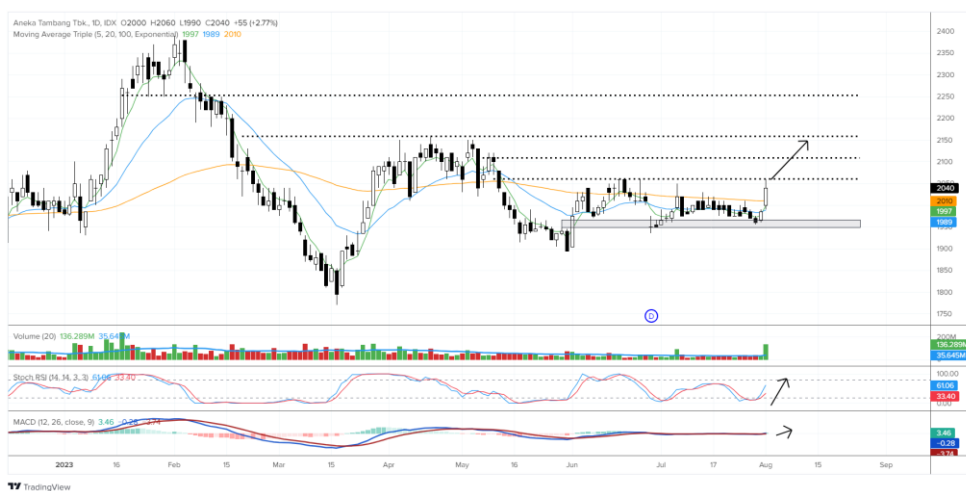 Aneka Tambang Tbk., 1D, IDX O2000 H2060 L1990 C2040 +55 (+2.77%)
Moving Average Triple (5, 20, 100, Exponential) 1997 1989 2010
2400
2350
2300
2250
2200
2150
2100
2040
2010
1997
1989
1950
1900
1850
1800
1750
D
Volume (20) 136.289M 35.645M
136.289M
35.645M
Stoch RSI (14, 14, 3, 3) 61.06 33.40
100.00
61.06
33.40
MACD (12, 26, close, 9) 3.46 -0.28 -3.74
3.46
-0.28
-3.74
2023 16 Feb 15 Mar 15 Apr 18 May 16 Jun Jul 17 Aug 15 Sep
TradingView